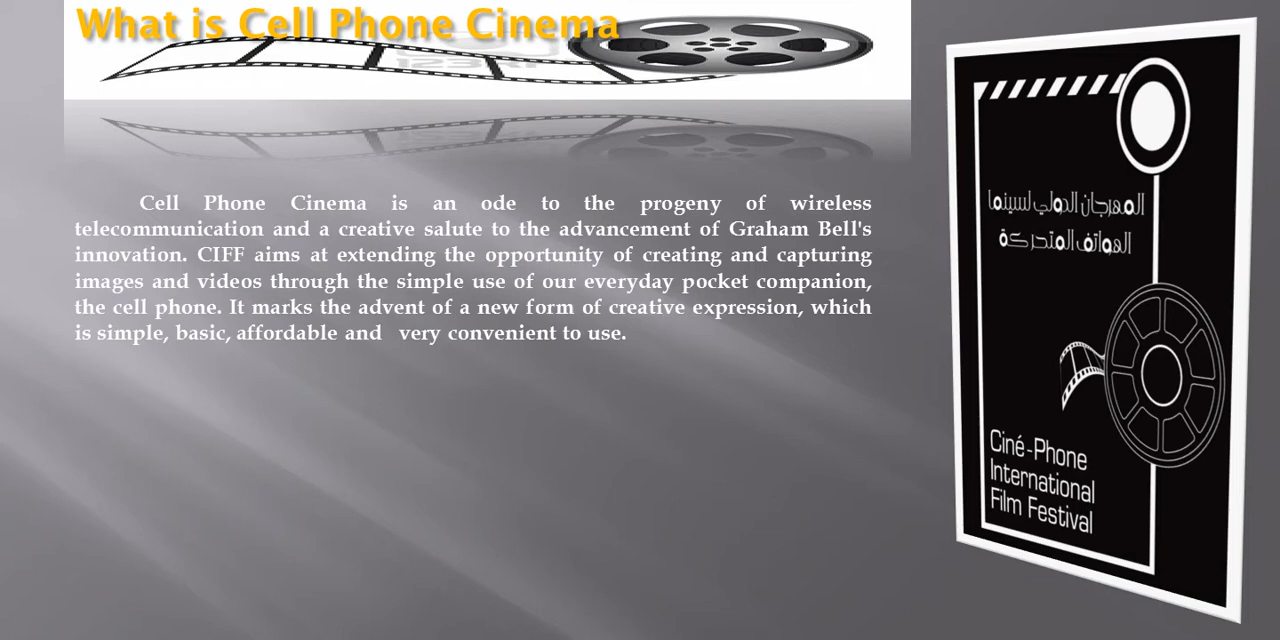 What is Cell Phone Cinema
Cell Phone Cinema is an ode to the progeny of wireless
telecommunication and a creative salute to the advancement of Graham Bell's
innovation. CIFF aims at extending the opportunity of creating and capturing
images and videos through the simple use of our everyday pocket companion,
the cell phone. It marks the advent of a new form of creative expression, which
is simple, basic, affordable and very convenient to use.
المهرجان الدولي لسينما
الهواتف المتحركة
Ciné-Phone
International
Film Festival